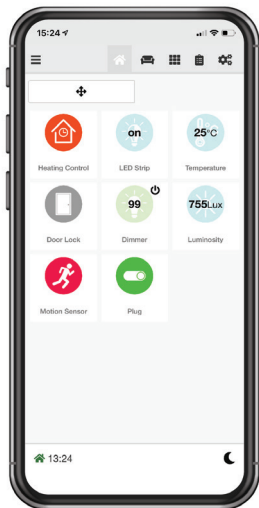 15:24
Heating Control
on
LED Strip
25°C
Temperature
Door Lock
99
Dimmer
755Lux
Luminosity
Motion Sensor
Plug
13:24